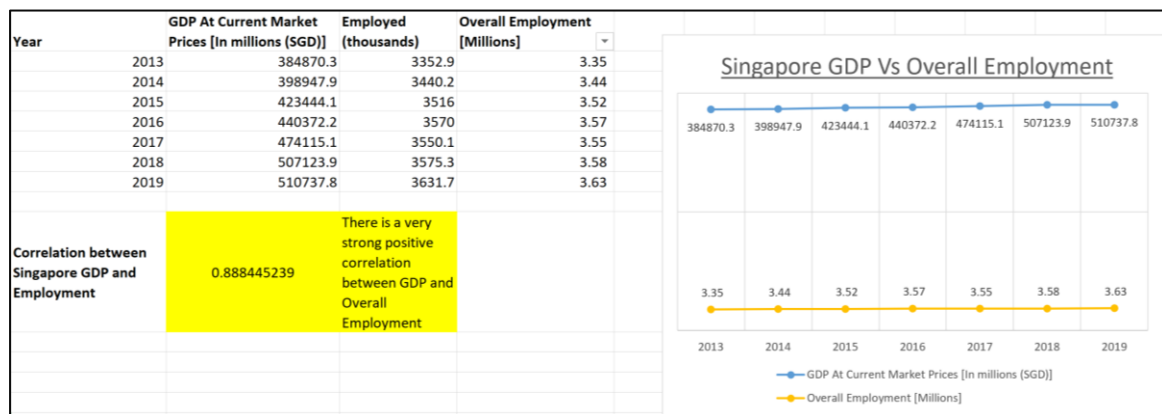 Year GDP At Current Market Prices [In millions (SGD)] Employed (thousands) Overall Employment [Millions]
2013 384870.3 3352.9 3.35
2014 398947.9 3440.2 3.44
2015 423444.1 3516 3.52
2016 440372.2 3570 3.57
2017 474115.1 3550.1 3.55
2018 507123.9 3575.3 3.58
2019 510737.8 3631.7 3.63
Correlation between
Singapore GDP and
Employment
0.888445239
There is a very
strong positive
correlation
between GDP and
Overall
Employment
Singapore GDP Vs Overall Employment
384870.3 398947.9 423444.1 440372.2 474115.1 507123.9 510737.8
3.35 3.44 3.52 3.57 3.55 3.58 3.63
2013 2014 2015 2016 2017 2018 2019
GDP At Current Market Prices [In millions (SGD)]
Overall Employment [Millions]